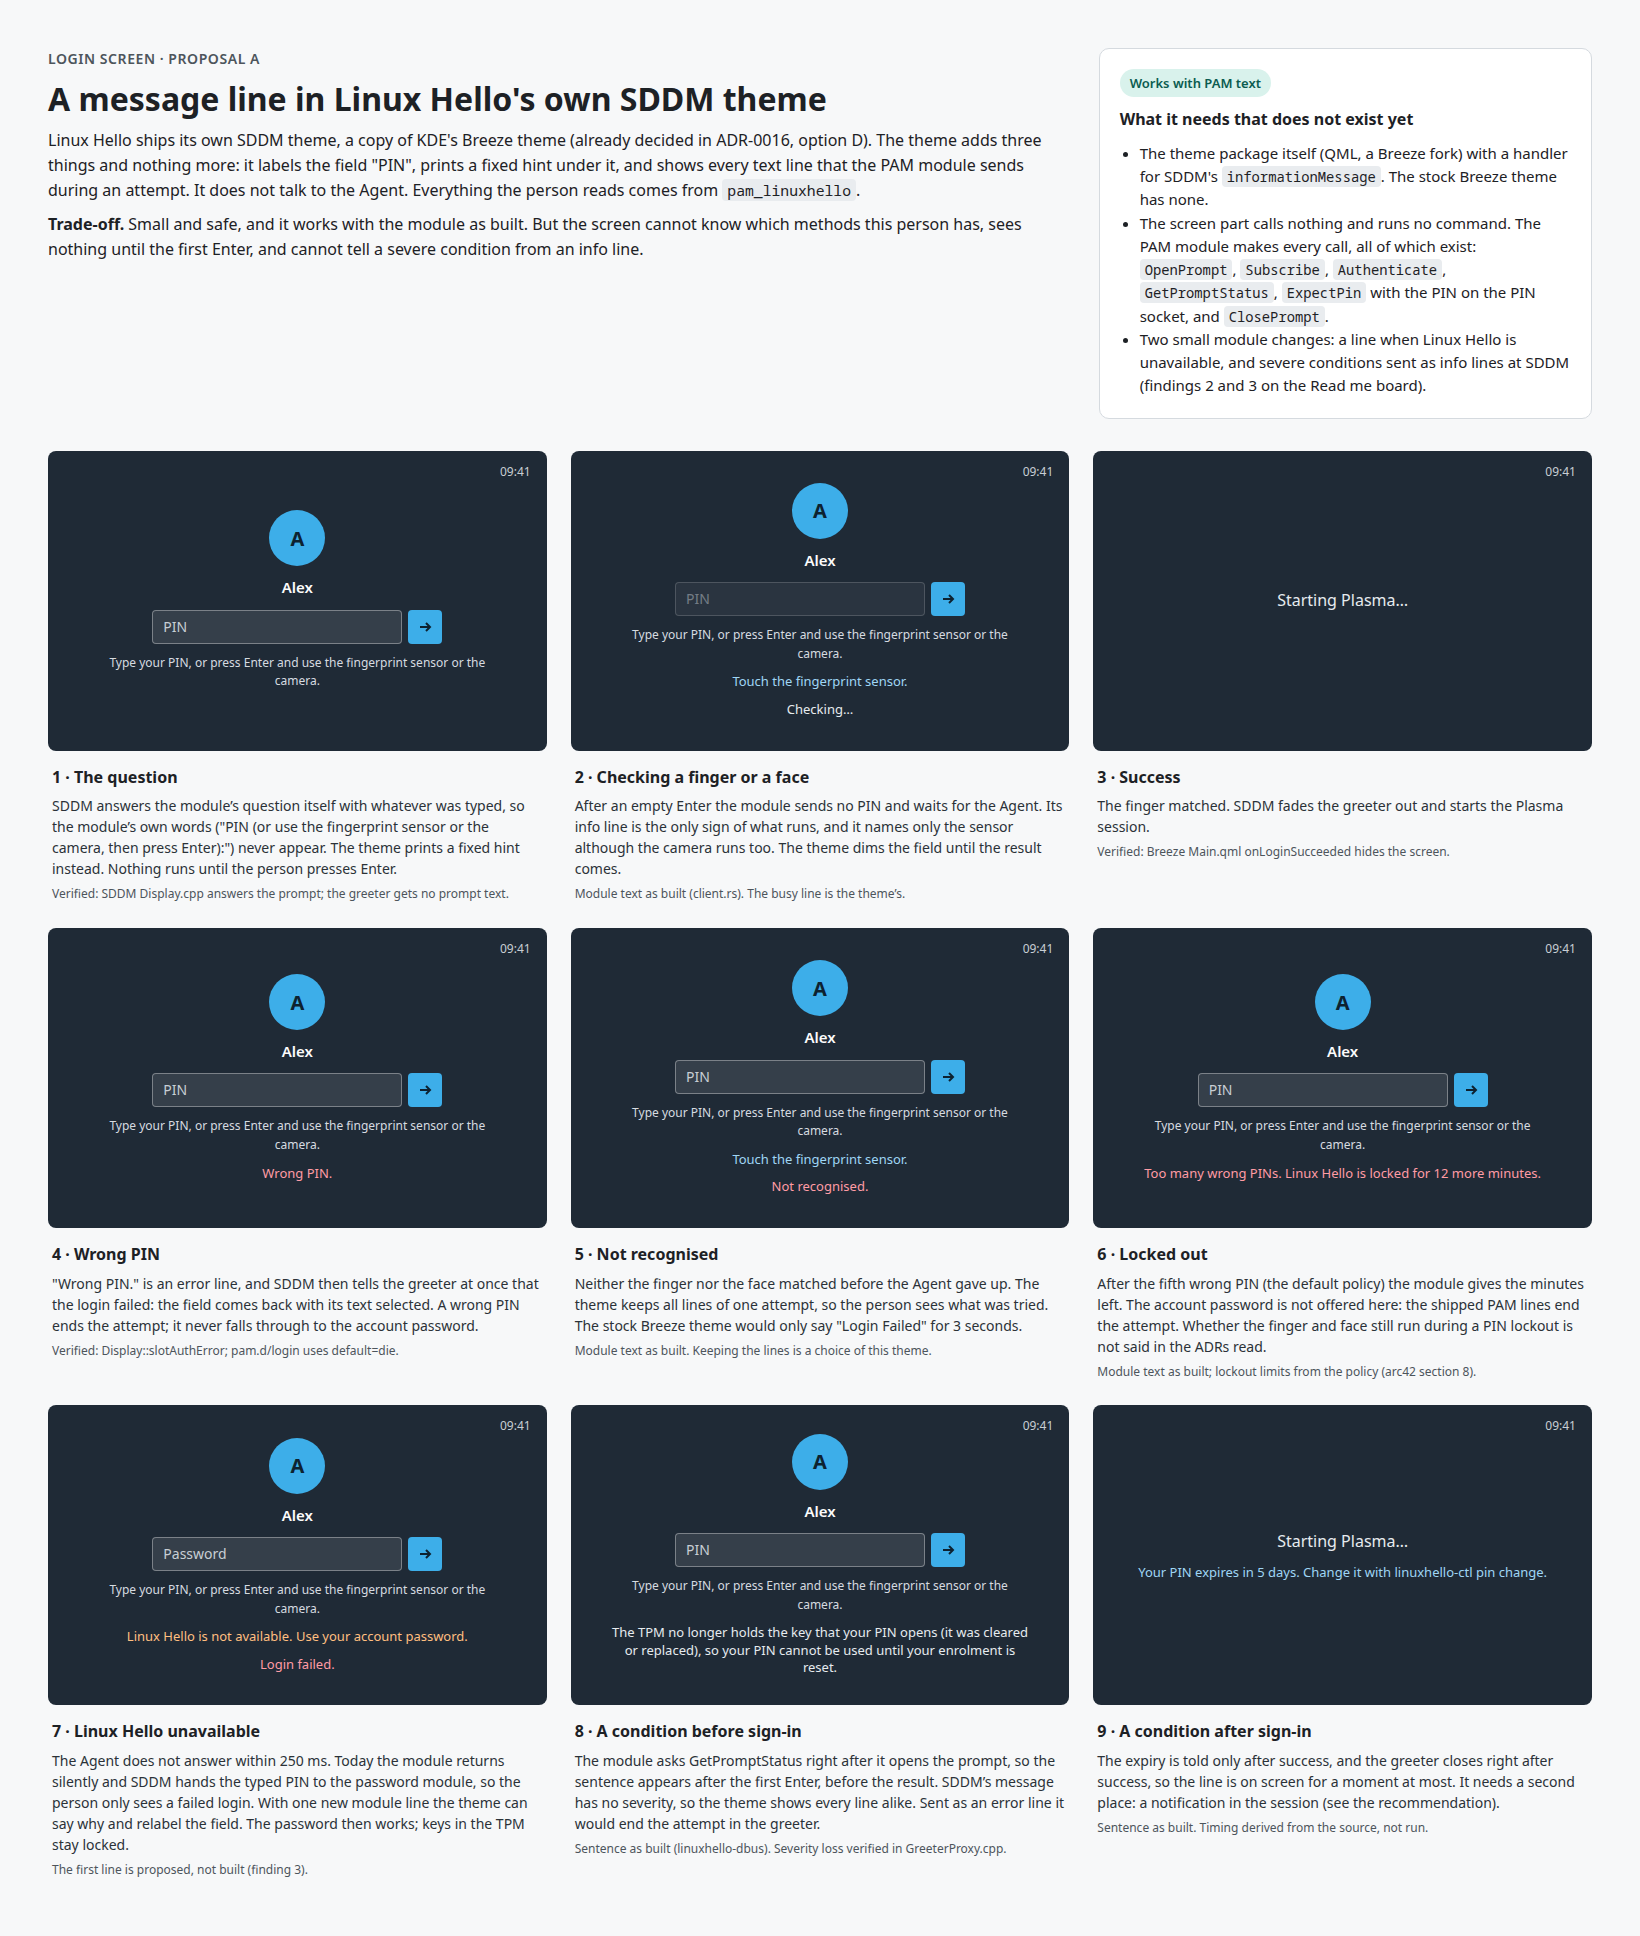 LOGIN SCREEN · PROPOSAL A
A message line in Linux Hello's own SDDM theme
Linux Hello ships its own SDDM theme, a copy of KDE's Breeze theme (already decided in ADR-0016, option D). The theme adds three
things and nothing more: it labels the field "PIN", prints a fixed hint under it, and shows every text line that the PAM module sends
during an attempt. It does not talk to the Agent. Everything the person reads comes from pam_linuxhello.
Trade-off. Small and safe, and it works with the module as built. But the screen cannot know which methods this person has, sees
nothing until the first Enter, and cannot tell a severe condition from an info line.
Works with PAM text
What it needs that does not exist yet
• The theme package itself (QML, a Breeze fork) with a handler
for SDDM's informationMessage. The stock Breeze theme
has none.
• The screen part calls nothing and runs no command. The
PAM module makes every call, all of which exist:
OpenPrompt, Subscribe, Authenticate,
GetPromptStatus, ExpectPin with the PIN on the PIN
socket, and ClosePrompt.
• Two small module changes: a line when Linux Hello is
unavailable, and severe conditions sent as info lines at SDDM
(findings 2 and 3 on the Read me board).
09:41
A
Alex
PIN
→
Type your PIN, or press Enter and use the fingerprint sensor or the
camera.
1 · The question
SDDM answers the module’s question itself with whatever was typed, so
the module’s own words ("PIN (or use the fingerprint sensor or the
camera, then press Enter):") never appear. The theme prints a fixed hint
instead. Nothing runs until the person presses Enter.
Verified: SDDM Display.cpp answers the prompt; the greeter gets no prompt text.
09:41
A
Alex
PIN
→
Type your PIN, or press Enter and use the fingerprint sensor or the
camera.
Touch the fingerprint sensor.
Checking...
2 · Checking a finger or a face
After an empty Enter the module sends no PIN and waits for the Agent. Its
info line is the only sign of what runs, and it names only the sensor
although the camera runs too. The theme dims the field until the result
comes.
Module text as built (client.rs). The busy line is the theme’s.
09:41
Starting Plasma...
3 · Success
The finger matched. SDDM fades the greeter out and starts the Plasma
session.
Verified: Breeze Main.qml onLoginSucceeded hides the screen.
09:41
A
Alex
PIN
→
Type your PIN, or press Enter and use the fingerprint sensor or the
camera.
Wrong PIN.
4 · Wrong PIN
"Wrong PIN." is an error line, and SDDM then tells the greeter at once that
the login failed: the field comes back with its text selected. A wrong PIN
ends the attempt; it never falls through to the account password.
Verified: Display::slotAuthError; pam.d/login uses default=die.
09:41
A
Alex
PIN
→
Type your PIN, or press Enter and use the fingerprint sensor or the
camera.
Touch the fingerprint sensor.
Not recognised.
5 · Not recognised
Neither the finger nor the face matched before the Agent gave up. The
theme keeps all lines of one attempt, so the person sees what was tried.
The stock Breeze theme would only say "Login Failed" for 3 seconds.
Module text as built. Keeping the lines is a choice of this theme.
09:41
A
Alex
PIN
→
Type your PIN, or press Enter and use the fingerprint sensor or the
camera.
Too many wrong PINs. Linux Hello is locked for 12 more minutes.
6 · Locked out
After the fifth wrong PIN (the default policy) the module gives the minutes
left. The account password is not offered here: the shipped PAM lines end
the attempt. Whether the finger and face still run during a PIN lockout is
not said in the ADRs read.
Module text as built; lockout limits from the policy (arc42 section 8).
09:41
A
Alex
Password
→
Type your PIN, or press Enter and use the fingerprint sensor or the
camera.
Linux Hello is not available. Use your account password.
Login failed.
7 · Linux Hello unavailable
The Agent does not answer within 250 ms. Today the module returns
silently and SDDM hands the typed PIN to the password module, so the
person only sees a failed login. With one new module line the theme can
say why and relabel the field. The password then works; keys in the TPM
stay locked.
The first line is proposed, not built (finding 3).
09:41
A
Alex
PIN
→
Type your PIN, or press Enter and use the fingerprint sensor or the
camera.
The TPM no longer holds the key that your PIN opens (it was cleared
or replaced), so your PIN cannot be used until your enrolment is
reset.
8 · A condition before sign-in
The module asks GetPromptStatus right after it opens the prompt, so the
sentence appears after the first Enter, before the result. SDDM’s message
has no severity, so the theme shows every line alike. Sent as an error line it
would end the attempt in the greeter.
Sentence as built (linuxhello-dbus). Severity loss verified in GreeterProxy.cpp.
09:41
Starting Plasma...
Your PIN expires in 5 days. Change it with linuxhello-ctl pin change.
9 · A condition after sign-in
The expiry is told only after success, and the greeter closes right after
success, so the line is on screen for a moment at most. It needs a second
place: a notification in the session (see the recommendation).
Sentence as built. Timing derived from the source, not run.